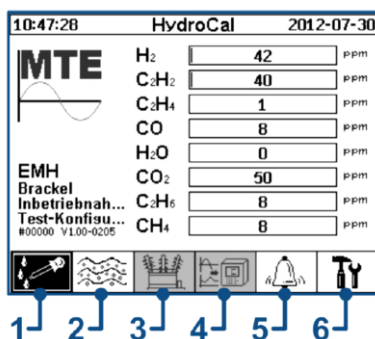 10:47:28 HydroCal 2012-07-30
MTE
H₂ 42 ppm
C₂H₂ 40 ppm
C₂H₄ 1 ppm
CO 8 ppm
H₂O 0 ppm
CO₂ 50 ppm
C₂H₆ 8 ppm
CH₄ 8 ppm
EMH
Brackel
Inbetriebnah...
Test-Konfigu...
#00000 V1.00-0205
1 2 3 4 5 6